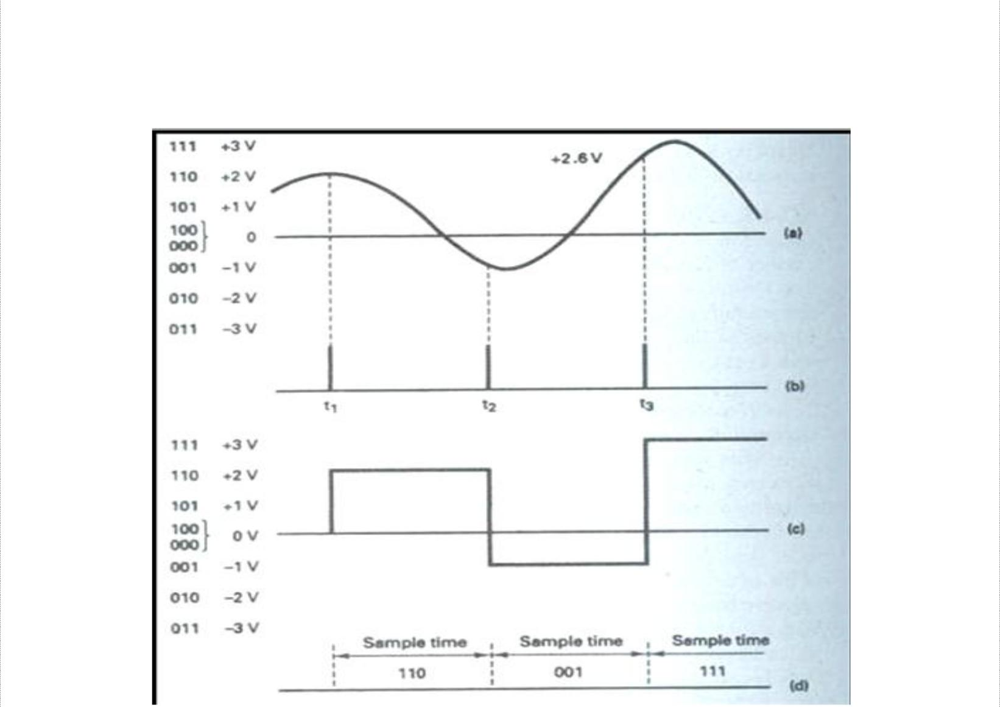 111 +3 V
+2.6 V
110 +2 V
101 +1 V
100
000 } 0
(a)
001 −1 V
010 −2 V
011 −3 V
(b)
t1 t2 t3
111 +3 V
110 +2 V
101 +1 V
100
000 } 0 V
(c)
001 −1 V
010 −2 V
011 −3 V
Sample time Sample time Sample time
110 001 111
(d)